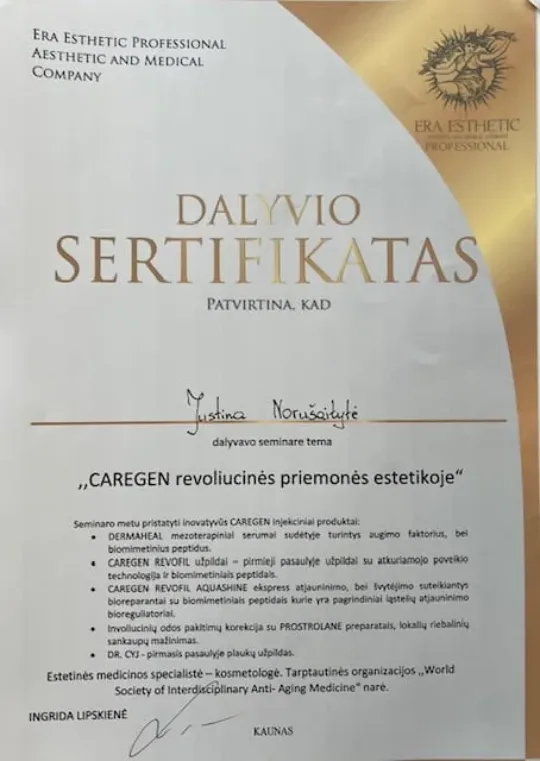 ERA ESTHETIC PROFESSIONAL
AESTHETIC AND MEDICAL
COMPANY
ERA ESTHETIC
PROFESSIONAL
DALYVIO
SERTIFIKATAS
PATVIRTINA, KAD
Justina Norušaitytė
dalyvavo seminare tema
,,CAREGEN revoliucinės priemonės estetikoje“
Seminaro metu pristatyti inovatyvūs CAREGEN injekciniai produktai:
• DERMAHEAL mezoterapiniai serumai sudėtyje turintys augimo faktorius, bei
biomimetinius peptidus.
• CAREGEN REVOFIL užpildai – pirmieji pasaulyje užpildai su atkuriamojo poveikio
technologija ir biomimetiniais peptidais.
• CAREGEN REVOFIL AQUASHINE ekspress atjauninimo, bei švytėjimo suteikiantys
bioreparantai su biomimetiniais peptidais kurie yra pagrindiniai ląstelių atjauninimo
bioreguliatoriai.
• Involiucinių odos pakitimų korekcija su PROSTROLANE preparatais, lokalių riebalinių
sankaupų mažinimas.
• DR. CYJ - pirmasis pasaulyje plaukų užpildas.
Estetinės medicinos specialistė – kosmetologė. Tarptautinės organizacijos ,,World
Society of Interdisciplinary Anti- Aging Medicine" narė.
INGRIDA LIPSKIENĖ
KAUNAS